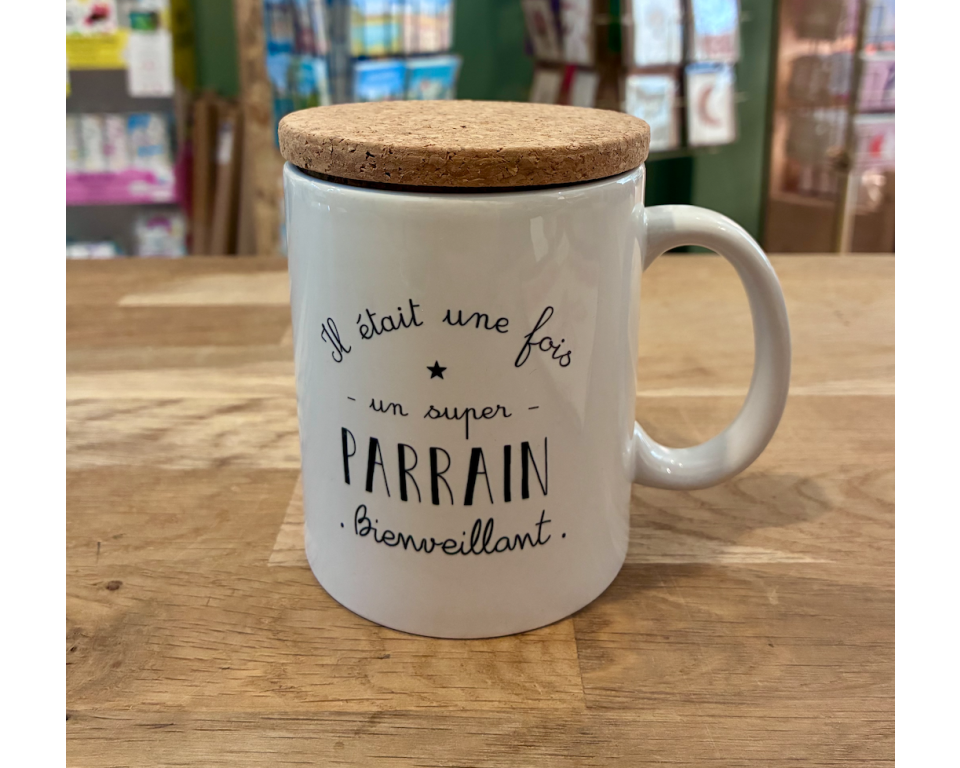 Il était une fois
- un super -
PARRAIN
. Bienveillant .